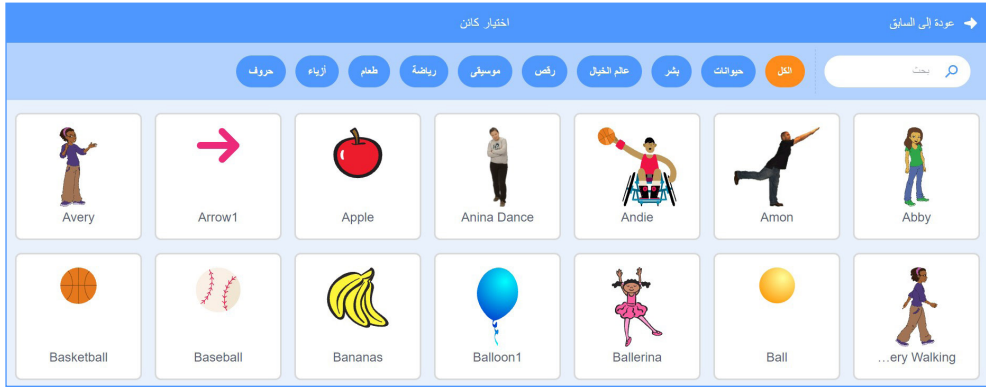 عودة إلى السابق
اختيار كائن
بحث
الكل
حيوانات
بشر
عالم الخيال
رقص
موسيقى
رياضة
طعام
أزياء
حروف
Abby
Amon
Andie
Anina Dance
Apple
Arrow1
Avery
...ery Walking
Ball
Ballerina
Balloon1
Bananas
Baseball
Basketball